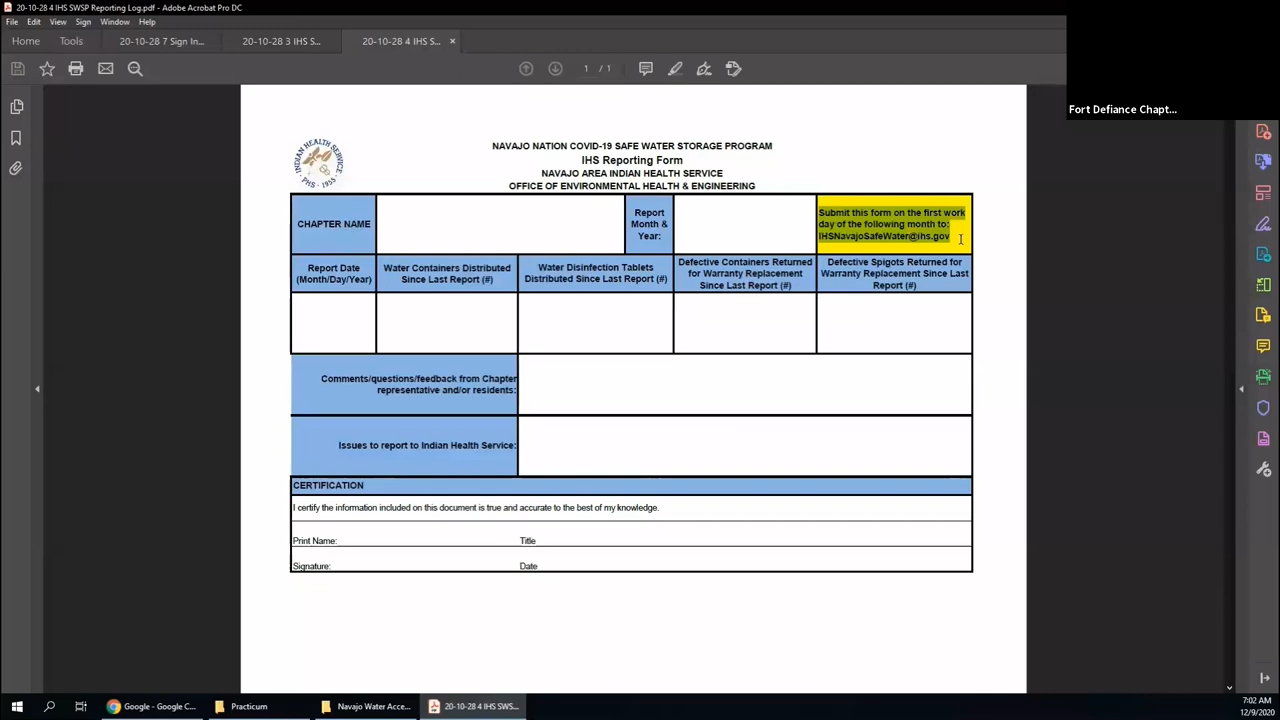 20-10-28 4 IHS SWSP Reporting Log.pdf - Adobe Acrobat Pro DC
File Edit View Sign Window Help
Home Tools 20-10-28 7 Sign In... 20-10-28 3 IHS S... 20-10-28 4 IHS S... ×
1 / 1
Fort Defiance Chapt...
INDIAN HEALTH SERVICE
PHS - 1955
NAVAJO NATION COVID-19 SAFE WATER STORAGE PROGRAM
IHS Reporting Form
NAVAJO AREA INDIAN HEALTH SERVICE
OFFICE OF ENVIRONMENTAL HEALTH & ENGINEERING
CHAPTER NAME
Report
Month &
Year:
Submit this form on the first work
day of the following month to:
IHSNavajoSafeWater@ihs.gov
Report Date
(Month/Day/Year)
Water Containers Distributed
Since Last Report (#)
Water Disinfection Tablets
Distributed Since Last Report (#)
Defective Containers Returned
for Warranty Replacement
Since Last Report (#)
Defective Spigots Returned for
Warranty Replacement Since Last
Report (#)
Comments/questions/feedback from Chapter
representative and/or residents:
Issues to report to Indian Health Service:
CERTIFICATION
I certify the information included on this document is true and accurate to the best of my knowledge.
Print Name: Title
Signature: Date
Google - Google C... Practicum Navajo Water Acce... 20-10-28 4 IHS SWS...
7:02 AM
12/9/2020